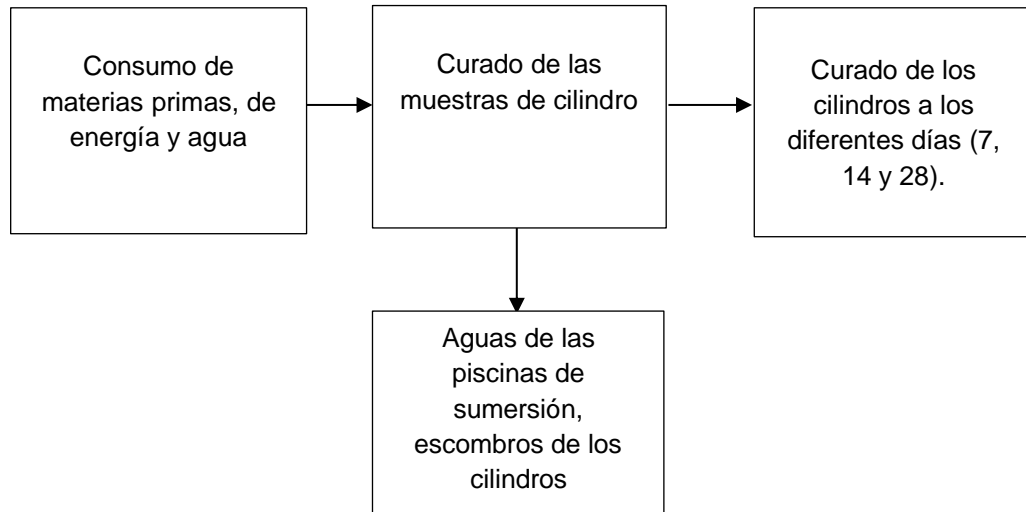 Consumo de
materias primas, de
energía y agua
Curado de las
muestras de cilindro
Curado de los
cilindros a los
diferentes días (7,
14 y 28).
Aguas de las
piscinas de
sumersión,
escombros de los
cilindros